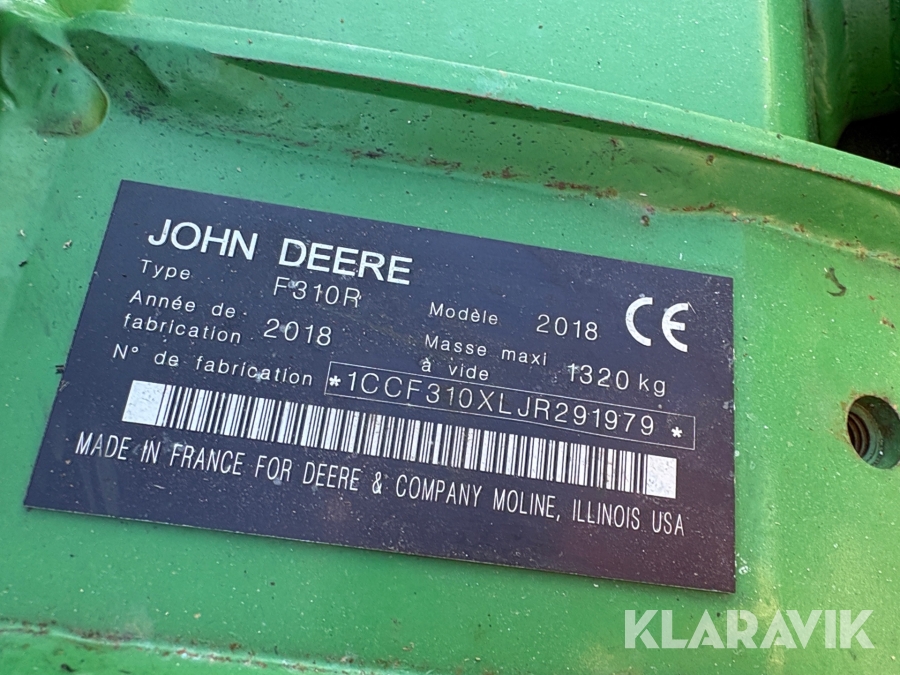 JOHN DEERE
Type F310R
Modèle 2018 CE
Année de fabrication 2018
Masse maxi à vide 1320 kg
N° de fabrication *1CCF310XLJR291979*
MADE IN FRANCE FOR DEERE & COMPANY MOLINE, ILLINOIS USA
KLARAVIK